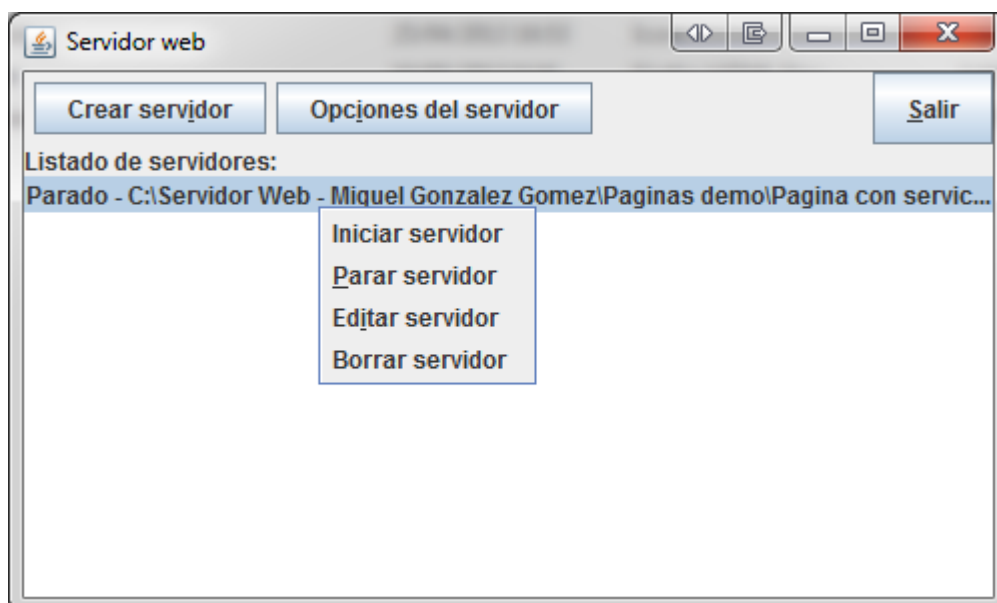 Servidor web
Crear servidor Opciones del servidor Salir
Listado de servidores:
Parado - C:\Servidor Web - Miguel Gonzalez Gomez\Paginas demo\Pagina con servic...
Iniciar servidor
Parar servidor
Editar servidor
Borrar servidor